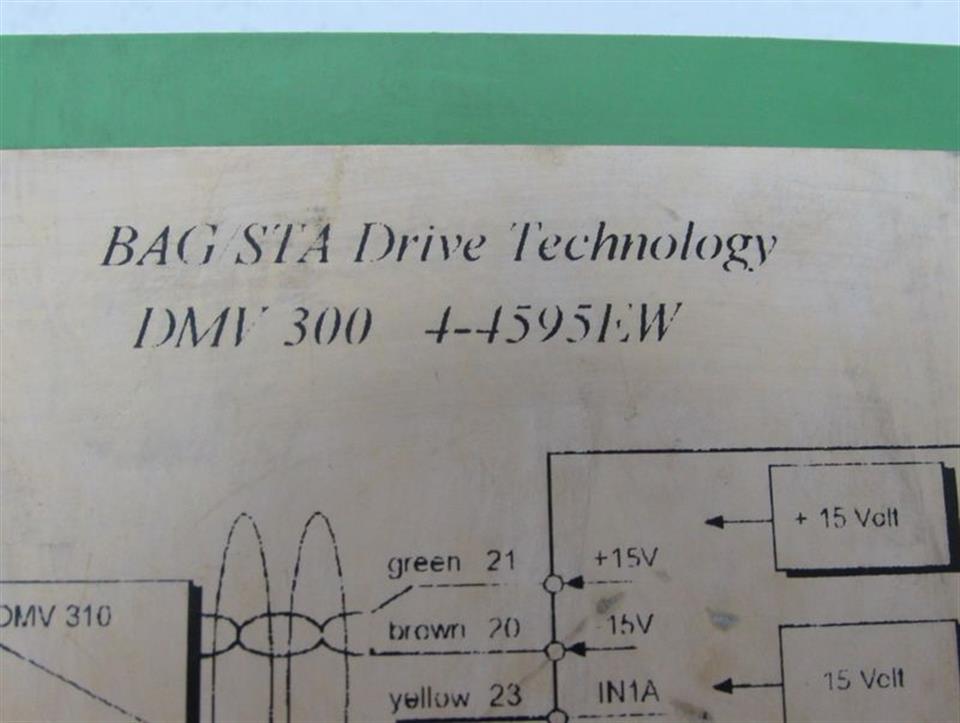 BAG/STA Drive Technology
DMV 300 4-4595EW
+ 15 Volt
green 21 +15V
DMV 310
brown 20 -15V
15 Volt
yellow 23 IN1A